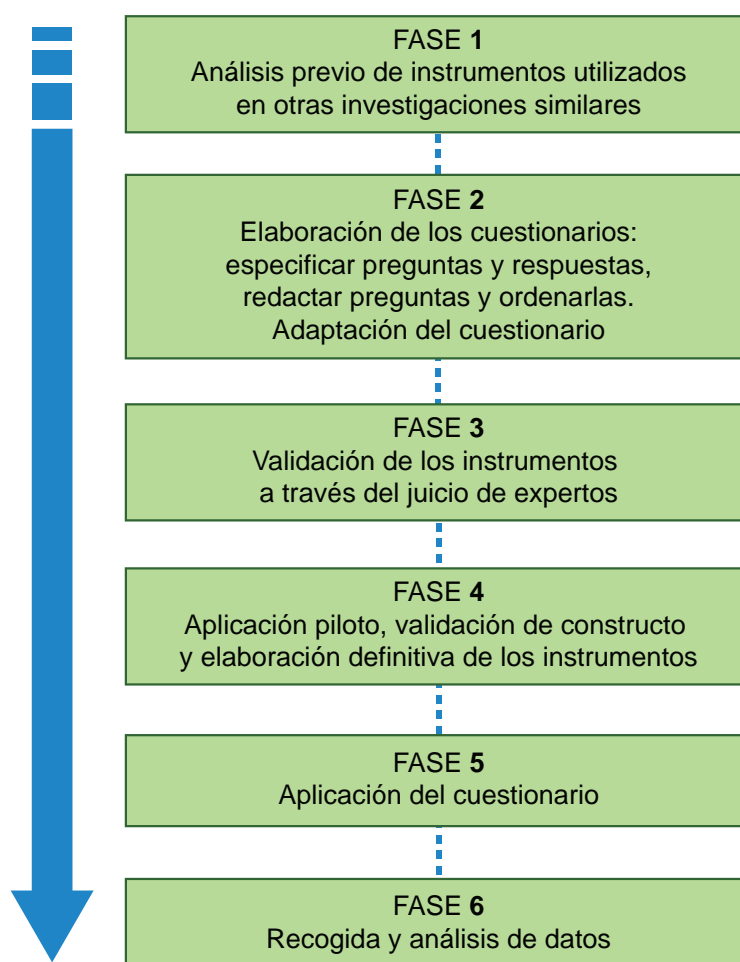 FASE 1
Análisis previo de instrumentos utilizados
en otras investigaciones similares
FASE 2
Elaboración de los cuestionarios:
especificar preguntas y respuestas,
redactar preguntas y ordenarlas.
Adaptación del cuestionario
FASE 3
Validación de los instrumentos
a través del juicio de expertos
FASE 4
Aplicación piloto, validación de constructo
y elaboración definitiva de los instrumentos
FASE 5
Aplicación del cuestionario
FASE 6
Recogida y análisis de datos